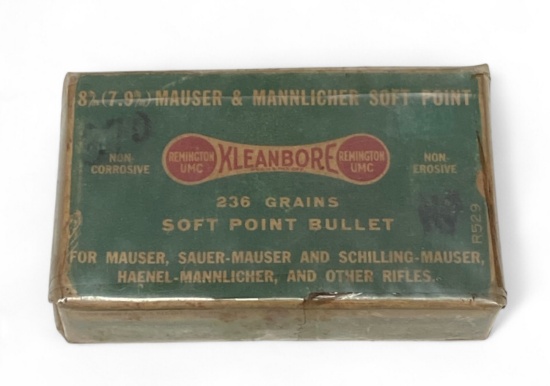 8㎜ (7.9㎜) MAUSER & MANNLICHER SOFT POINT
NON-CORROSIVE
REMINGTON UMC
KLEANBORE
REMINGTON UMC
NON-EROSIVE
236 GRAINS
SOFT POINT BULLET
R529
FOR MAUSER, SAUER-MAUSER AND SCHILLING-MAUSER,
HAENEL-MANNLICHER, AND OTHER RIFLES.